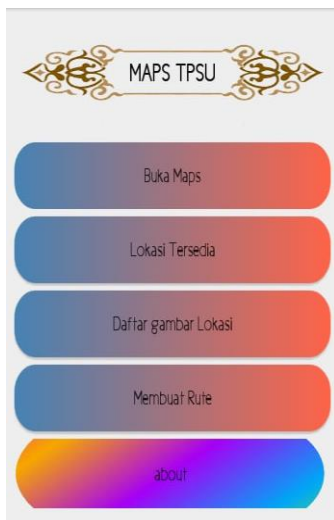 MAPS TPSU
Buka Maps
Lokasi Tersedia
Daftar gambar Lokasi
Membuat Rute
about